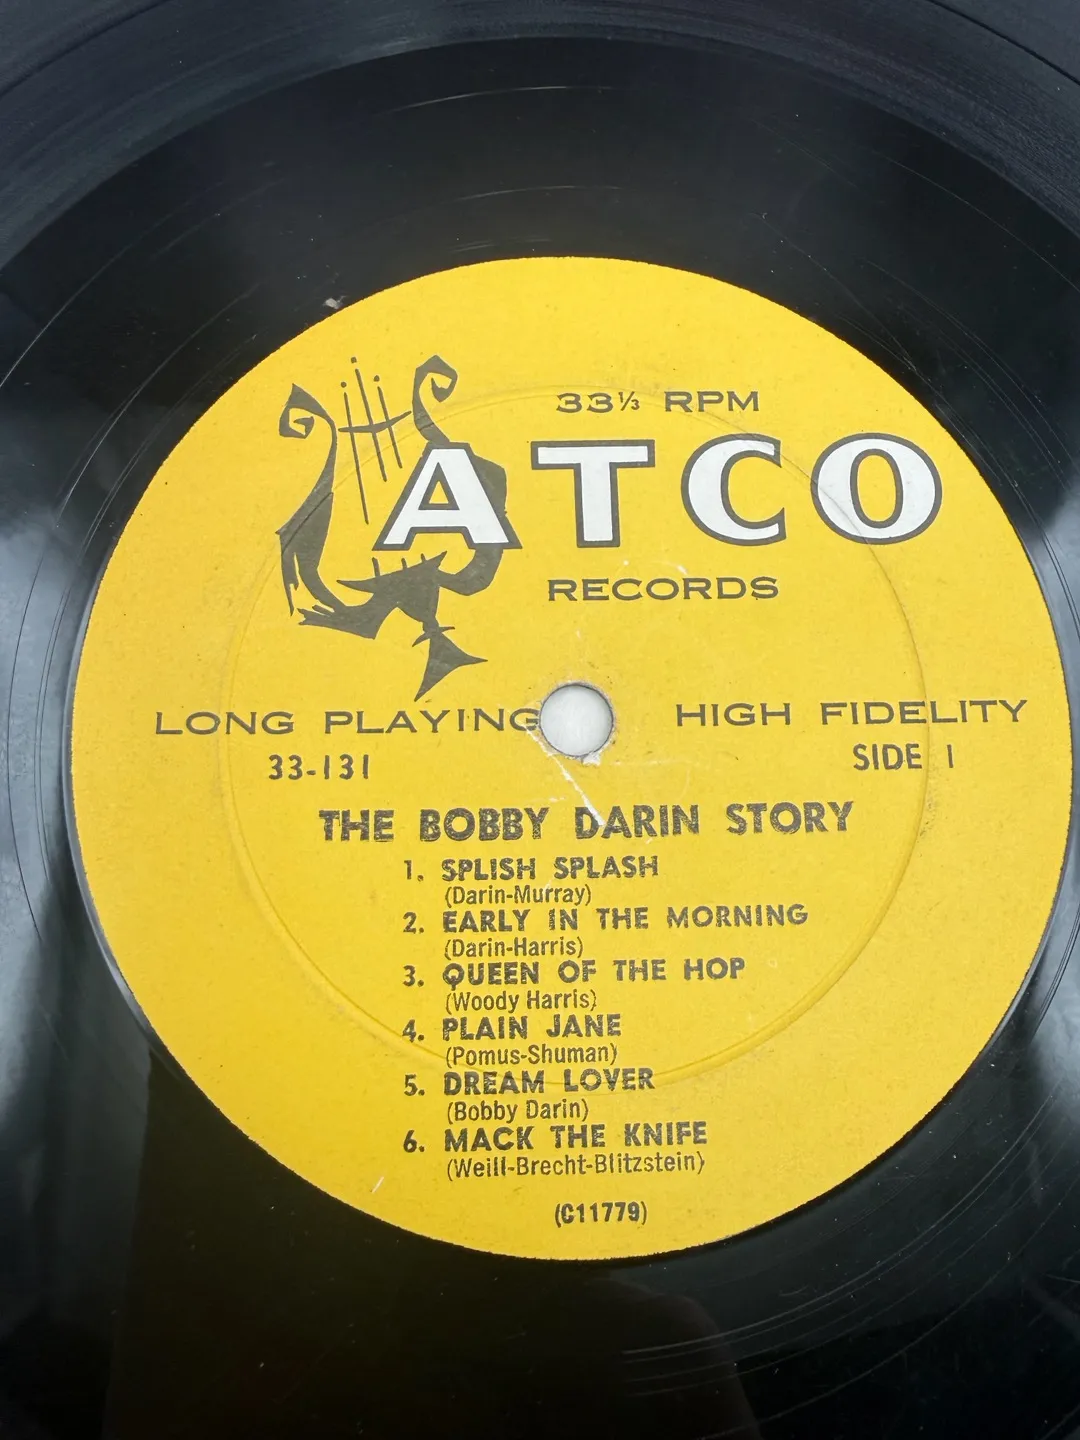 33⅓ RPM
ATCO
RECORDS
LONG PLAYING HIGH FIDELITY
33-131 SIDE 1
THE BOBBY DARIN STORY
1. SPLISH SPLASH
(Darin-Murray)
2. EARLY IN THE MORNING
(Darin-Harris)
3. QUEEN OF THE HOP
(Woody Harris)
4. PLAIN JANE
(Pomus-Shuman)
5. DREAM LOVER
(Bobby Darin)
6. MACK THE KNIFE
(Weill-Brecht-Blitzstein)
(C11779)